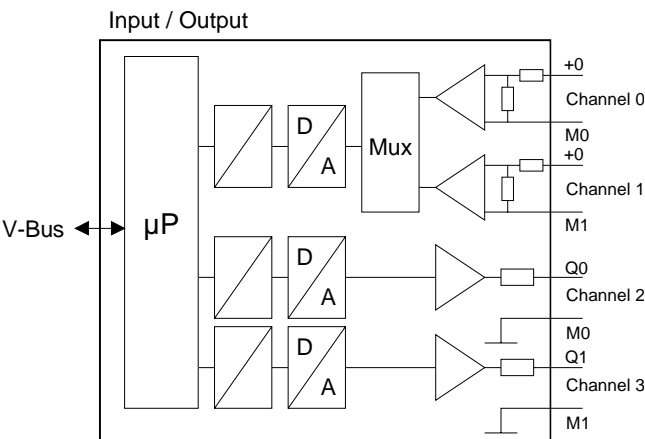 Input / Output
+0
Channel 0
M0
D
A
Mux
+0
Channel 1
M1
V-Bus
µP
D
A
Q0
Channel 2
M0
D
A
Q1
Channel 3
M1